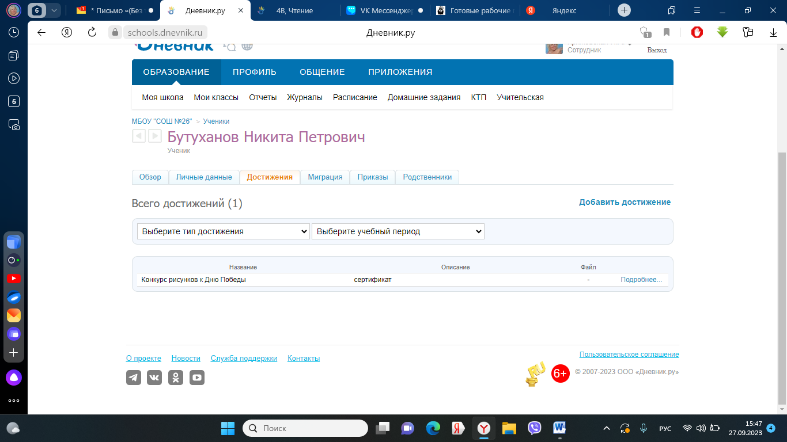 6
* Письмо «(Без
Дневник.ру
4В, Чтение
VK Мессендже
Готовые рабочие
Яндекс
schools.dnevnik.ru
Дневник.ру
1
6
Дневник
Сотрудник
Выход
ОБРАЗОВАНИЕ
ПРОФИЛЬ
ОБЩЕНИЕ
ПРИЛОЖЕНИЯ
Моя школа
Мои классы
Отчеты
Журналы
Расписание
Домашние задания
КТП
Учительская
МБОУ "СОШ №26"
Ученики
Бутуханов Никита Петрович
Ученик
Обзор
Личные данные
Достижения
Миграция
Приказы
Родственники
Всего достижений (1)
Добавить достижение
Выберите тип достижения
Выберите учебный период
Название
Описание
Файл
Конкурс рисунков к Дню Победы
сертификат
-
Подробнее...
О проекте
Новости
Служба поддержки
Контакты
Пользовательское соглашение
6+
© 2007-2023 ООО «Дневник.ру»
Поиск
РУС
15:47
27.09.2023
4